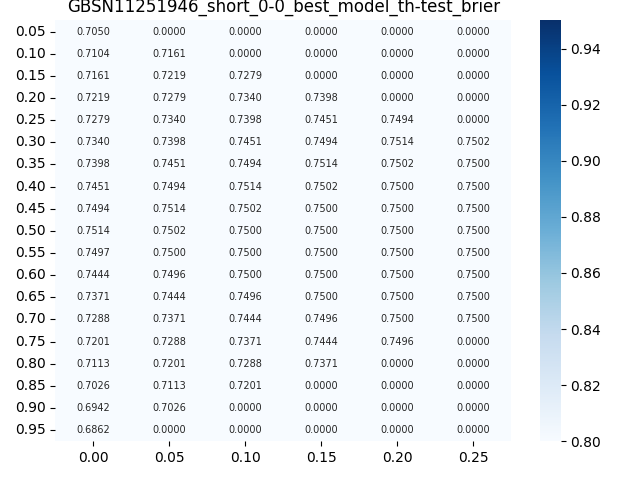 GBSN11251946_short_0-0_best_model_th-test_brier
0.05 0.7050 0.0000 0.0000 0.0000 0.0000 0.0000
0.10 0.7104 0.7161 0.0000 0.0000 0.0000 0.0000
0.15 0.7161 0.7219 0.7279 0.0000 0.0000 0.0000
0.20 0.7219 0.7279 0.7340 0.7398 0.0000 0.0000
0.25 0.7279 0.7340 0.7398 0.7451 0.7494 0.0000
0.30 0.7340 0.7398 0.7451 0.7494 0.7514 0.7502
0.35 0.7398 0.7451 0.7494 0.7514 0.7502 0.7500
0.40 0.7451 0.7494 0.7514 0.7502 0.7500 0.7500
0.45 0.7494 0.7514 0.7502 0.7500 0.7500 0.7500
0.50 0.7514 0.7502 0.7500 0.7500 0.7500 0.7500
0.55 0.7497 0.7500 0.7500 0.7500 0.7500 0.7500
0.60 0.7444 0.7496 0.7500 0.7500 0.7500 0.7500
0.65 0.7371 0.7444 0.7496 0.7500 0.7500 0.7500
0.70 0.7288 0.7371 0.7444 0.7496 0.7500 0.7500
0.75 0.7201 0.7288 0.7371 0.7444 0.7496 0.0000
0.80 0.7113 0.7201 0.7288 0.7371 0.0000 0.0000
0.85 0.7026 0.7113 0.7201 0.0000 0.0000 0.0000
0.90 0.6942 0.7026 0.0000 0.0000 0.0000 0.0000
0.95 0.6862 0.0000 0.0000 0.0000 0.0000 0.0000
0.00 0.05 0.10 0.15 0.20 0.25
0.94
0.92
0.90
0.88
0.86
0.84
0.82
0.80